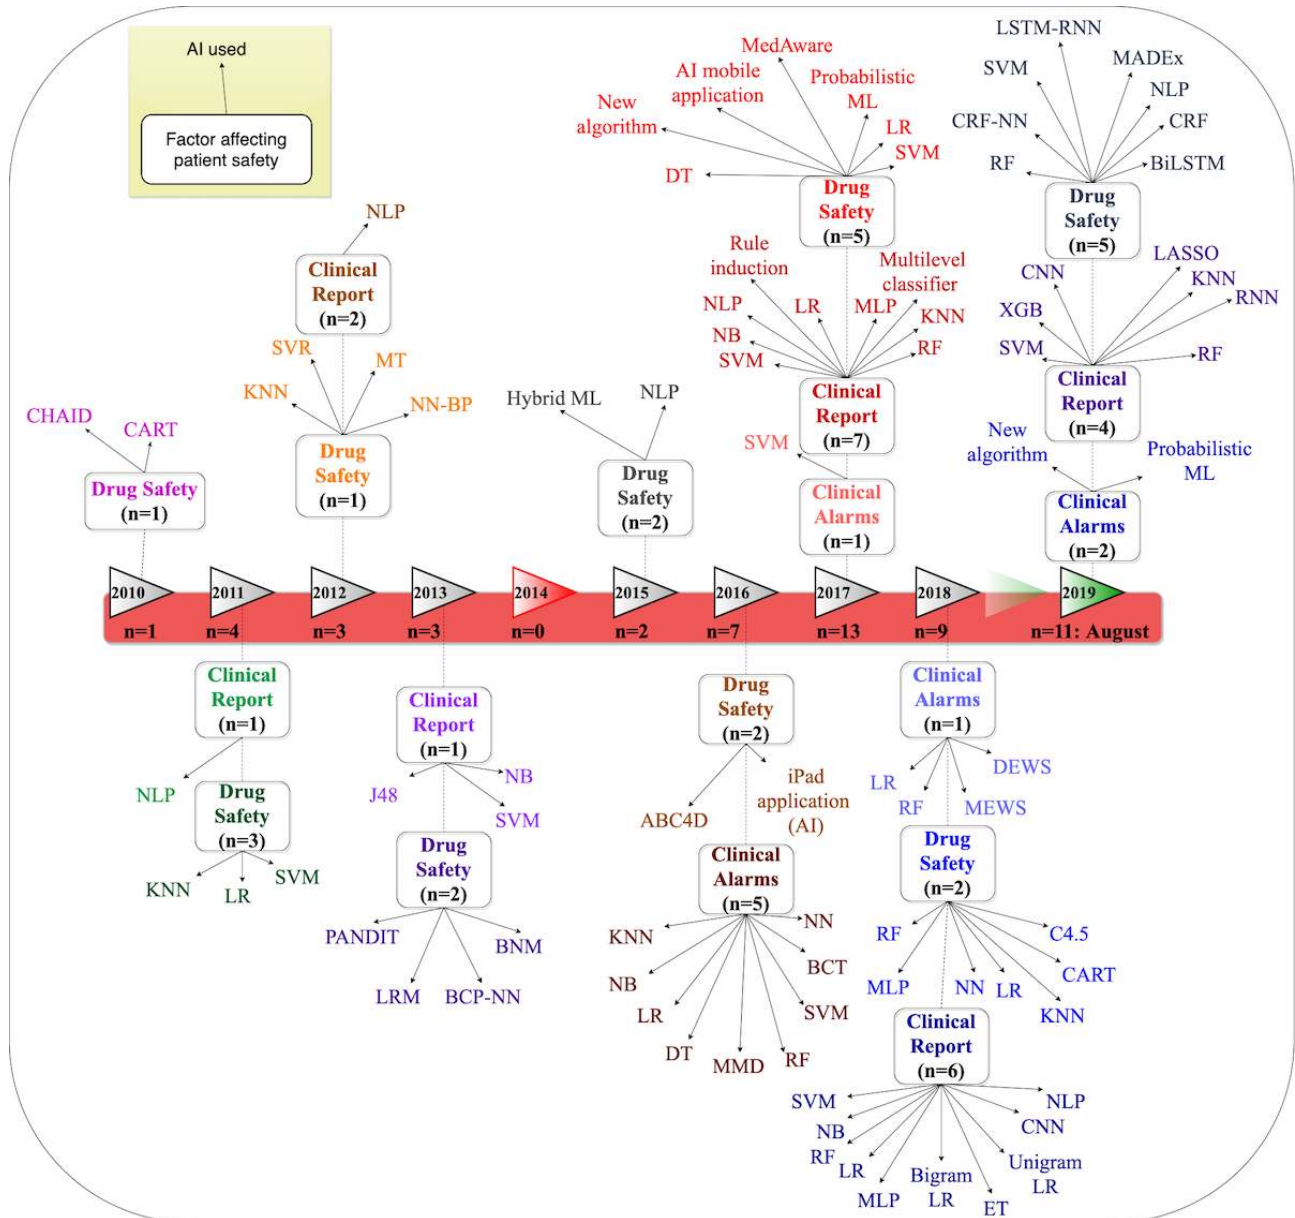 AI used
Factor affecting
patient safety
MedAware
AI mobile
application
Probabilistic
ML
New
algorithm
LR
SVM
DT
Drug
Safety
(n=5)
LSTM-RNN
SVM
MADEx
NLP
CRF-NN
CRF
RF
BiLSTM
Drug
Safety
(n=5)
NLP
Clinical
Report
(n=2)
SVR
MT
KNN
NN-BP
Drug
Safety
(n=1)
CHAID
CART
Drug Safety
(n=1)
Hybrid ML
NLP
Drug
Safety
(n=2)
Rule
induction
Multilevel
classifier
NLP
LR
MLP
KNN
NB
RF
SVM
Clinical
Report
(n=7)
SVM
Clinical
Alarms
(n=1)
CNN
LASSO
KNN
RNN
XGB
SVM
RF
Clinical
Report
(n=4)
New
algorithm
Probabilistic
ML
Clinical
Alarms
(n=2)
2010
2011
2012
2013
2014
2015
2016
2017
2018
2019
n=1
n=4
n=3
n=3
n=0
n=2
n=7
n=13
n=9
n=11: August
Clinical
Report
(n=1)
NLP
Drug
Safety
(n=3)
KNN
LR
SVM
Clinical
Report
(n=1)
J48
NB
SVM
Drug
Safety
(n=2)
PANDIT
BNM
LRM
BCP-NN
Drug
Safety
(n=2)
ABC4D
iPad
application
(AI)
Clinical
Alarms
(n=5)
KNN
NN
NB
BCT
LR
SVM
DT
MMD
RF
Clinical
Alarms
(n=1)
LR
DEWS
RF
MEWS
Drug
Safety
(n=2)
RF
C4.5
MLP
NN
LR
CART
KNN
Clinical
Report
(n=6)
SVM
NLP
NB
CNN
RF
LR
Unigram
LR
MLP
Bigram
LR
ET